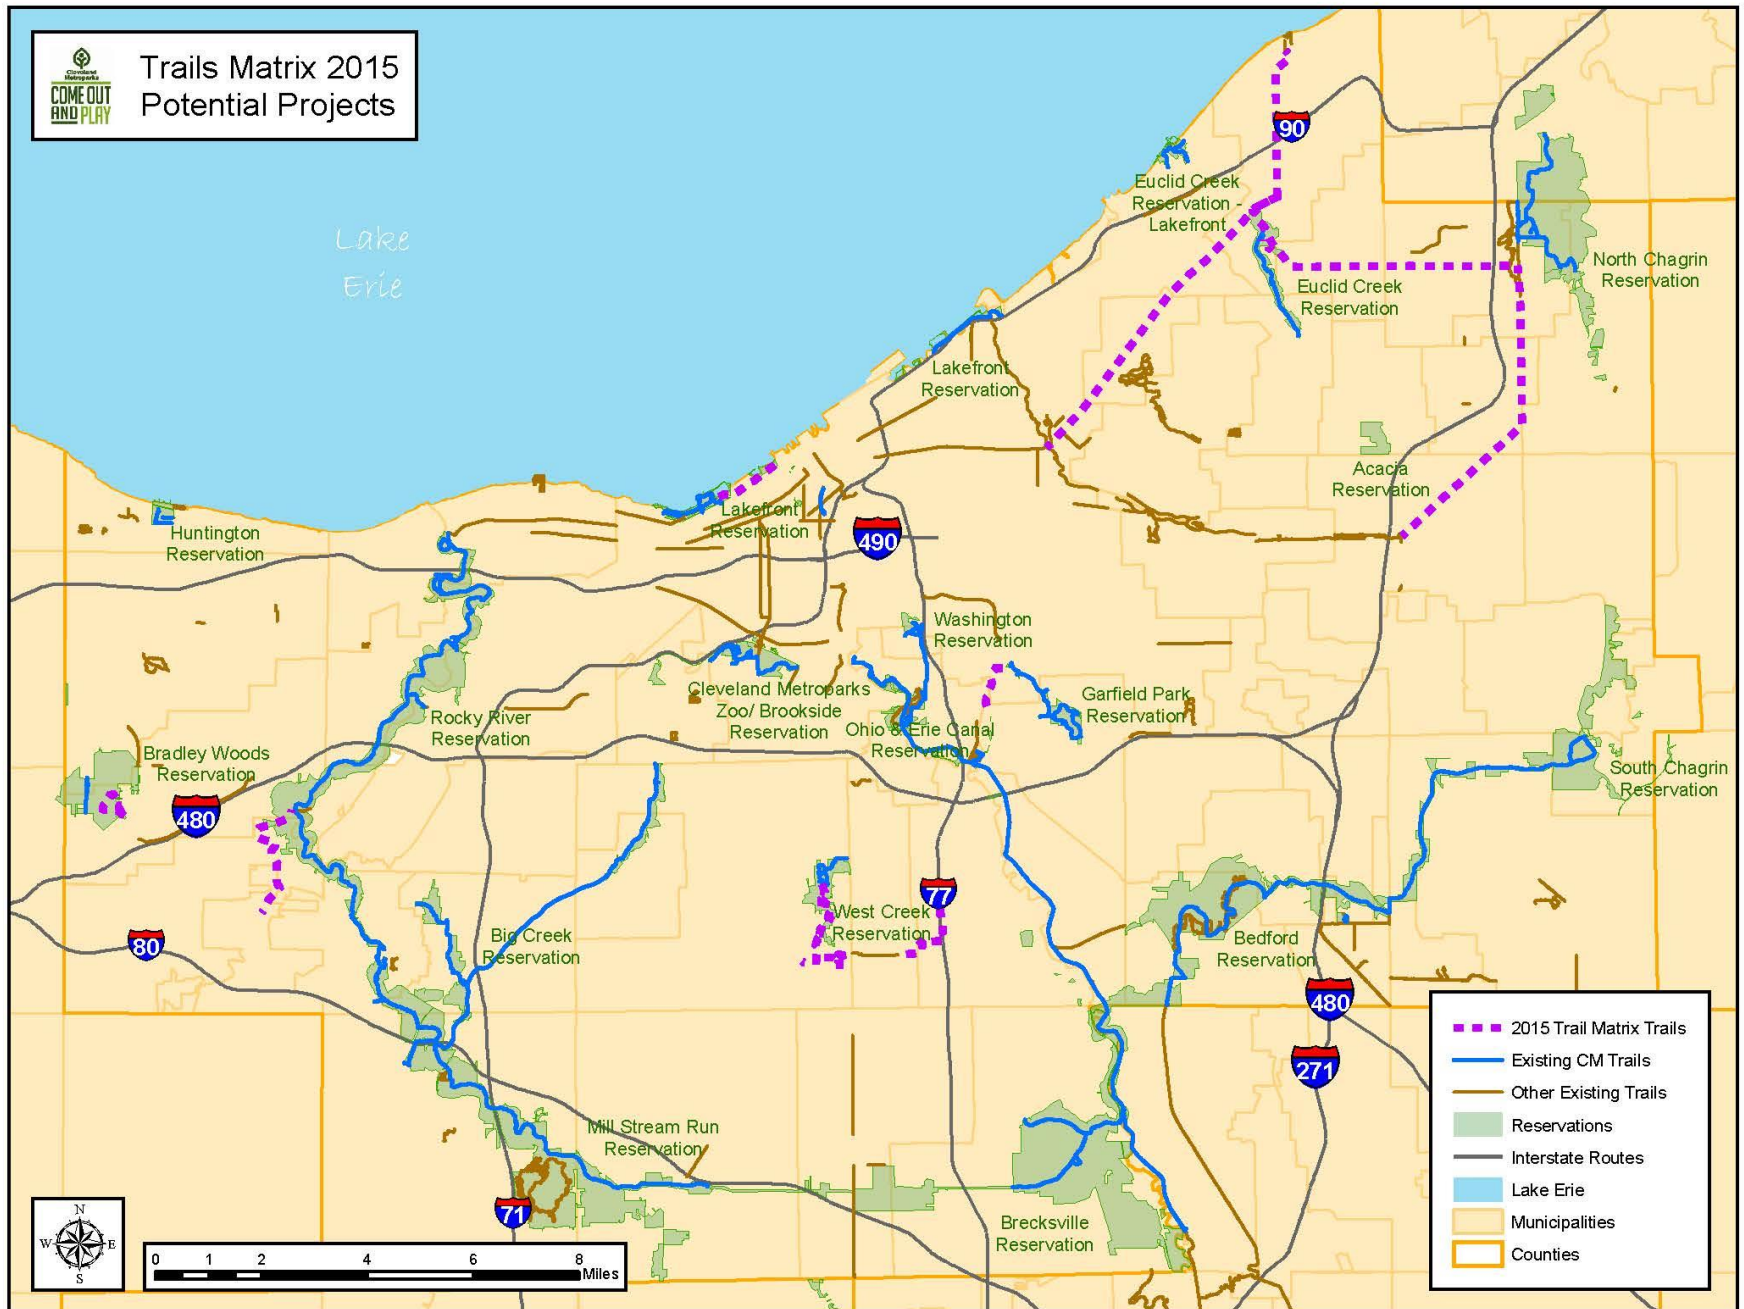 Cleveland
Metroparks
COME OUT
AND PLAY
Trails Matrix 2015
Potential Projects
Lake
Erie
90
Euclid Creek
Reservation -
Lakefront
North Chagrin
Reservation
Euclid Creek
Reservation
Lakefront
Reservation
Acacia
Reservation
Huntington
Reservation
Lakefront
Reservation
490
Washington
Reservation
Cleveland Metroparks
Zoo/ Brookside
Reservation
Garfield Park
Reservation
Rocky River
Reservation
Ohio & Erie Canal
Reservation
Bradley Woods
Reservation
South Chagrin
Reservation
480
77
West Creek
Reservation
80
Big Creek
Reservation
Bedford
Reservation
480
271
Mill Stream Run
Reservation
71
Brecksville
Reservation
2015 Trail Matrix Trails
Existing CM Trails
Other Existing Trails
Reservations
Interstate Routes
Lake Erie
Municipalities
Counties
N
W E
S
0 1 2 4 6 8
Miles